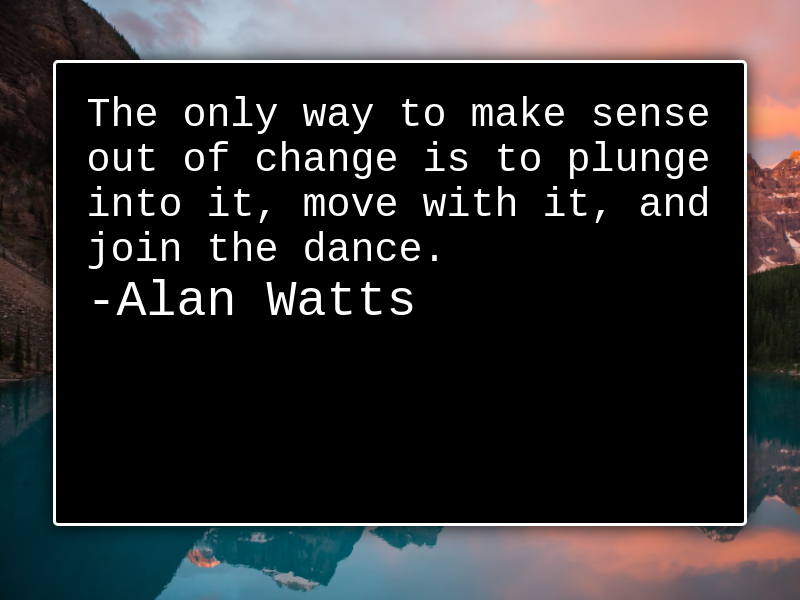 The only way to make sense
out of change is to plunge
into it, move with it, and
join the dance.
-Alan Watts